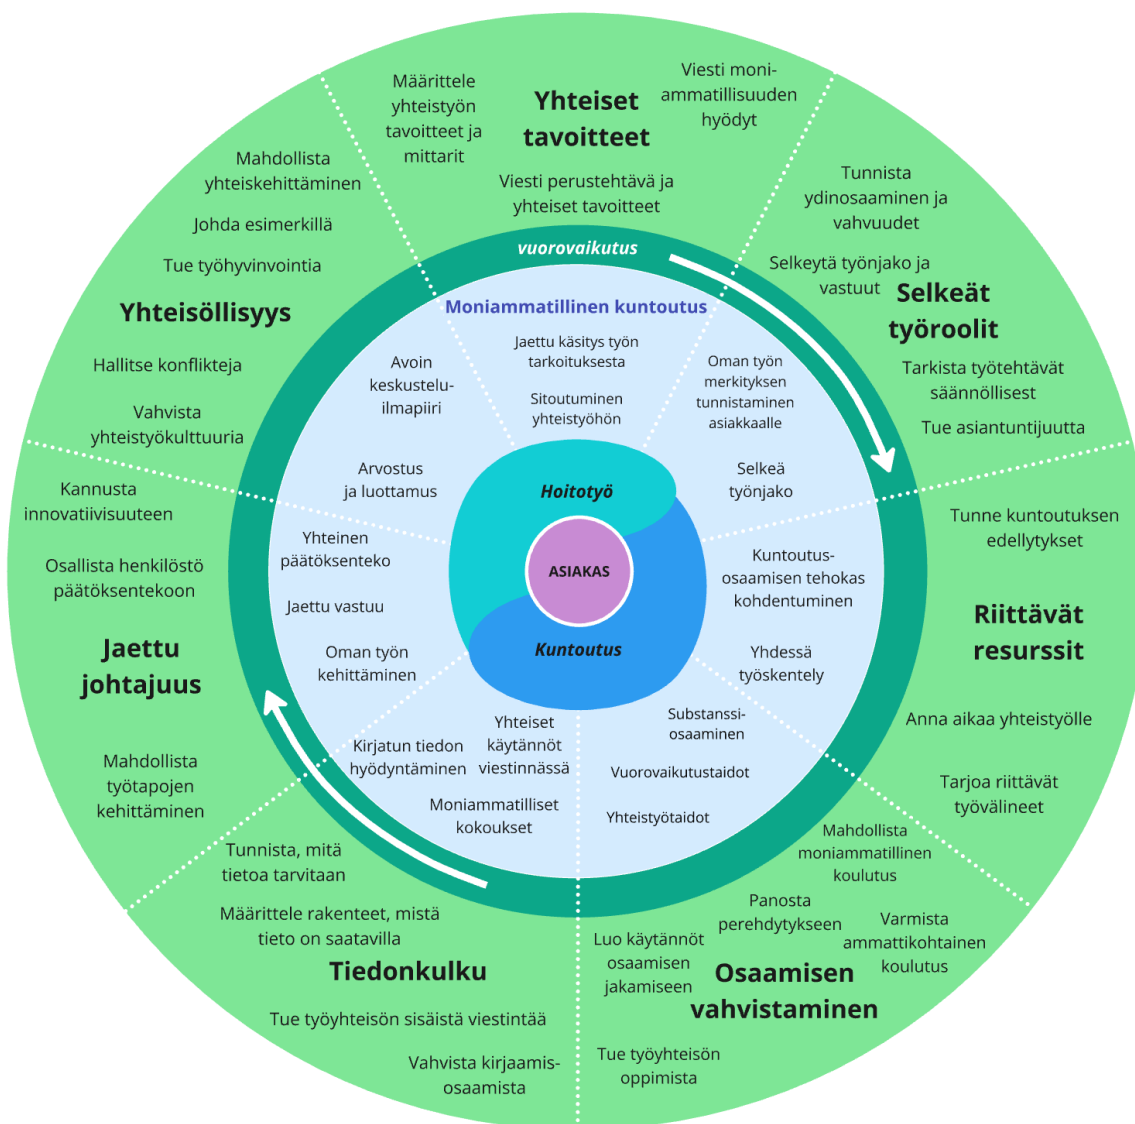 Määrittele
yhteistyön
tavoitteet ja
mittarit
Yhteiset
tavoitteet
Viesti moni-
ammatillisuuden
hyödyt
Viesti perustehtävä ja
yhteiset tavoitteet
Tunnista
ydinosaaminen ja
vahvuudet
Selkeytä työnjako ja
vastuut
Selkeät
työroolit
Tarkista työtehtävät
säännöllisest
Tue asiantuntijuutta
Tunne kuntoutuksen
edellytykset
Riittävät
resurssit
Anna aikaa yhteistyölle
Tarjoa riittävät
työvälineet
Mahdollista
moniammatillinen
koulutus
Panosta
perehdytykseen
Varmista
ammattikohtainen
koulutus
Luo käytännöt
osaamisen
jakamiseen
Osaamisen
vahvistaminen
Tue työyhteisön
oppimista
Tunnista, mitä
tietoa tarvitaan
Määrittele rakenteet, mistä
tieto on saatavilla
Tiedonkulku
Tue työyhteisön sisäistä viestintää
Vahvista kirjaamis-
osaamista
Kannusta
innovatiivisuuteen
Osallista henkilöstö
päätöksentekoon
Jaettu
johtajuus
Mahdollista
työtapojen
kehittäminen
Mahdollista
yhteiskehittäminen
Johda esimerkillä
Tue työhyvinvointia
Yhteisöllisyys
Hallitse konflikteja
Vahvista
yhteistyökulttuuria
vuorovaikutus
Moniammatillinen kuntoutus
Jaettu käsitys työn
tarkoituksesta
Sitoutuminen
yhteistyöhön
Oman työn
merkityksen
tunnistaminen
asiakkaalle
Selkeä
työnjako
Kuntoutus-
osaamisen tehokas
kohdentuminen
Yhdessä
työskentely
Substanssi-
osaaminen
Vuorovaikutustaidot
Yhteistyötaidot
Yhteiset
käytännöt
viestinnässä
Kirjatun tiedon
hyödyntäminen
Moniammatilliset
kokoukset
Yhteinen
päätöksenteko
Jaettu vastuu
Oman työn
kehittäminen
Avoin
keskustelu-
ilmapiiri
Arvostus
ja luottamus
Hoitotyö
ASIAKAS
Kuntoutus